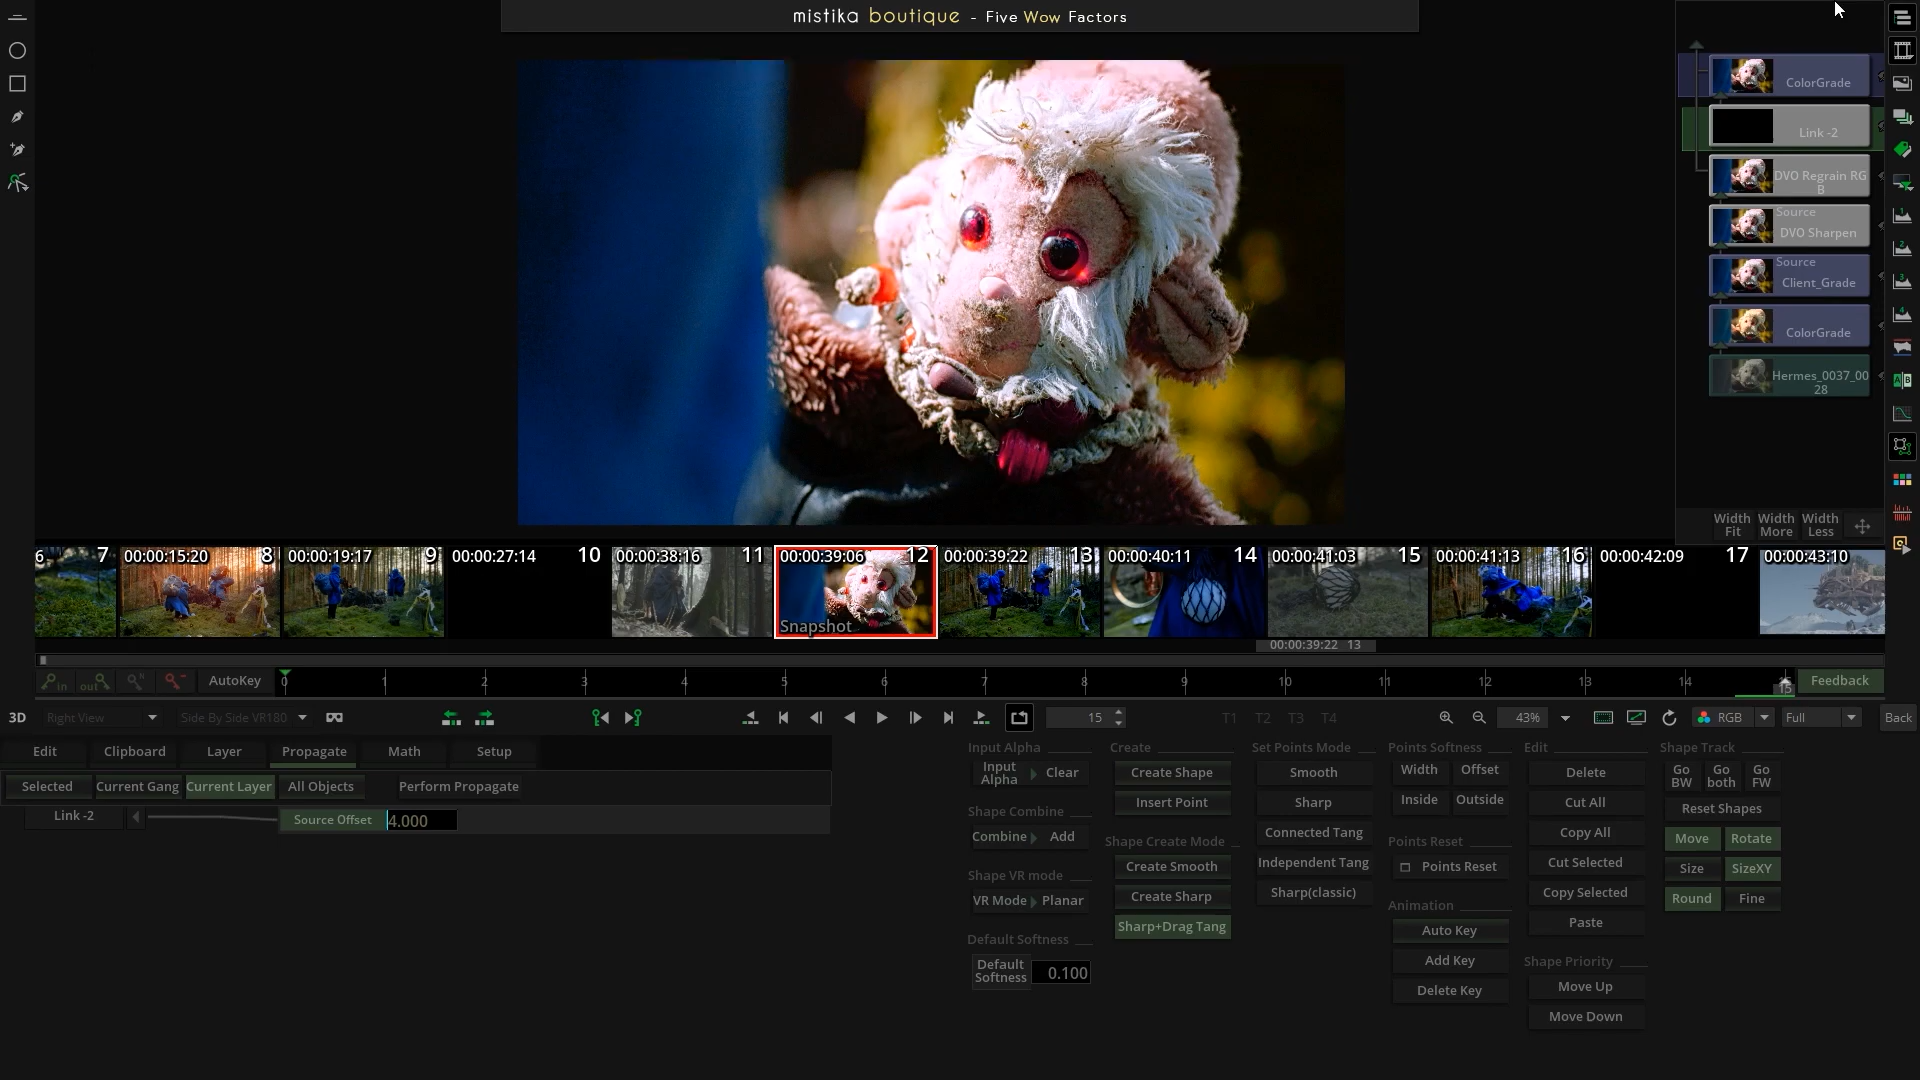 mistika boutique - Five Wow Factors
ColorGrade
Link -2
DVO Regrain RG
B
Source
DVO Sharpen
Source
Client_Grade
ColorGrade
Hermes_0037_00
28
Width Fit
Width More
Width Less
6 7
00:00:15:20 8
00:00:19:17 9
00:00:27:14 10
00:00:38:16 11
00:00:39:06 12
00:00:39:22 13
00:00:40:11 14
00:00:41:03 15
00:00:41:13 16
00:00:42:09 17
00:00:43:10
Snapshot
00:00:39:22 13
in out N AutoKey 0 1 2 3 4 5 6 7 8 9 10 11 12 13 14 15 Feedback
15
3D Right View Side By Side VR180 15 T1 T2 T3 T4 43% RGB Full Back
Edit Clipboard Layer Propagate Math Setup
Selected Current Gang Current Layer All Objects Perform Propagate
Link -2 Source Offset 4.000
Input Alpha
Input Alpha Clear
Shape Combine
Combine Add
Shape VR mode
VR Mode Planar
Default Softness
Default Softness 0.100
Create
Create Shape
Insert Point
Shape Create Mode
Create Smooth
Create Sharp
Sharp+Drag Tang
Set Points Mode
Smooth
Sharp
Connected Tang
Independent Tang
Sharp(classic)
Points Softness
Width Offset
Inside Outside
Points Reset
Points Reset
Animation
Auto Key
Add Key
Delete Key
Edit
Delete
Cut All
Copy All
Cut Selected
Copy Selected
Paste
Shape Priority
Move Up
Move Down
Shape Track
Go BW
Go both
Go FW
Reset Shapes
Move Rotate
Size SizeXY
Round Fine
1
2
3
4
A B